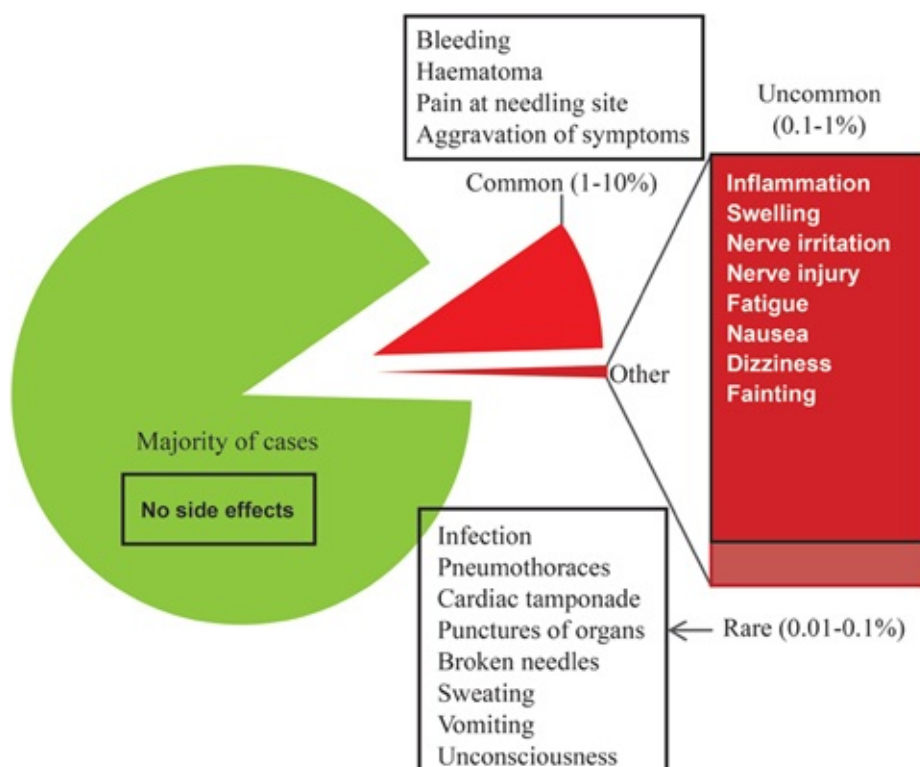 Bleeding
Haematoma
Pain at needling site
Aggravation of symptoms
Common (1-10%)
Uncommon
(0.1-1%)
Inflammation
Swelling
Nerve irritation
Nerve injury
Fatigue
Nausea
Dizziness
Fainting
Other
Majority of cases
No side effects
Infection
Pneumothoraces
Cardiac tamponade
Punctures of organs
Broken needles
Sweating
Vomiting
Unconsciousness
Rare (0.01-0.1%)